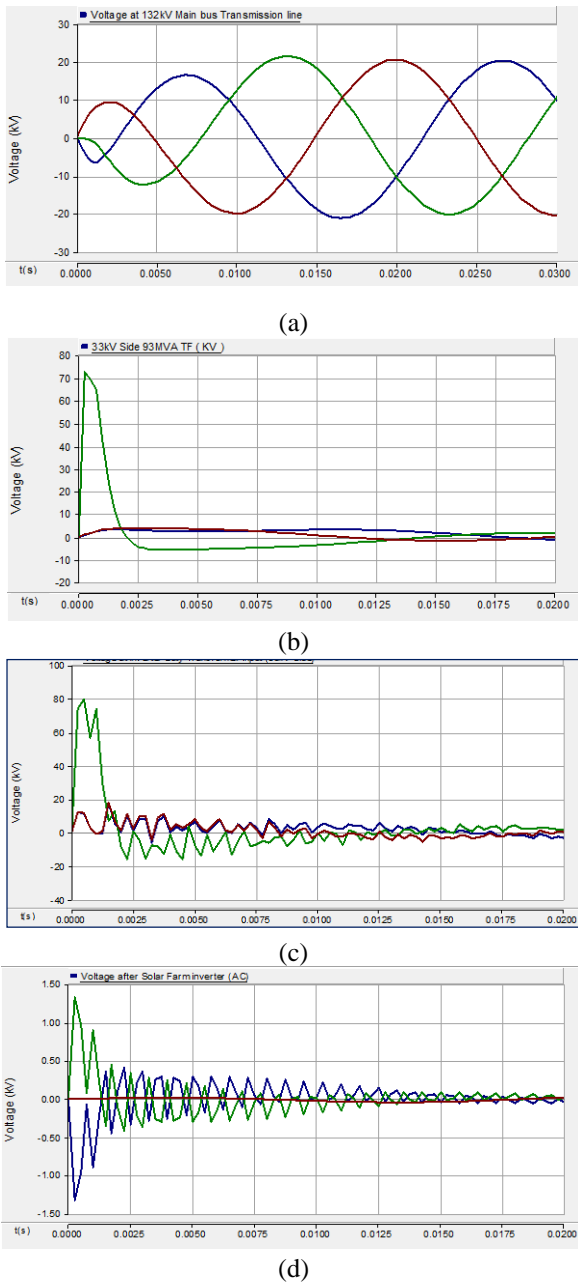 Voltage at 132kV Main bus Transmission line
30
20
10
0
-10
-20
-30
Voltage (kV)
t(s) 0.0000 0.0050 0.0100 0.0150 0.0200 0.0250 0.0300
(a)
33kV Side 93MVA TF ( KV )
80
70
60
50
40
30
20
10
0
-10
-20
Voltage (kV)
t(s) 0.0000 0.0025 0.0050 0.0075 0.0100 0.0125 0.0150 0.0175 0.0200
(b)
100
80
60
40
20
0
-20
-40
Voltage (kV)
t(s) 0.0000 0.0025 0.0050 0.0075 0.0100 0.0125 0.0150 0.0175 0.0200
(c)
Voltage after Solar Farm inverter (AC)
1.50
1.00
0.50
0.00
-0.50
-1.00
-1.50
Voltage (kV)
t(s) 0.0000 0.0025 0.0050 0.0075 0.0100 0.0125 0.0150 0.0175 0.0200
(d)